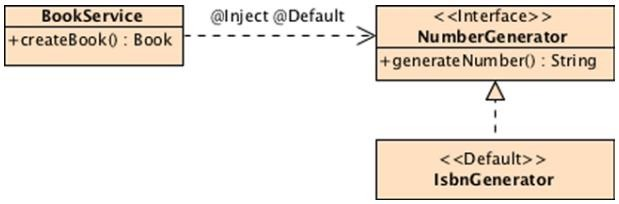 BookService
+createBook() : Book
@Inject @Default
<<Interface>>
NumberGenerator
+generateNumber() : String
<<Default>>
IsbnGenerator